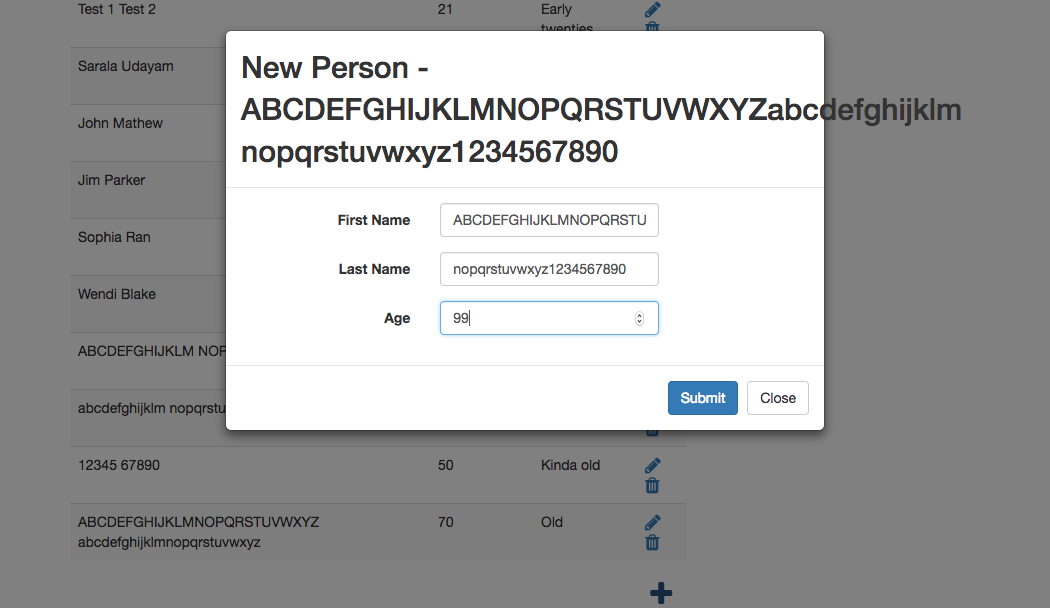 Test 1 Test 2 21 Early
twenties
Sarala Udayam
John Mathew
Jim Parker
Sophia Ran
Wendi Blake
ABCDEFGHIJKLM NOP
abcdefghijklm nopqrstu
12345 67890 50 Kinda old
ABCDEFGHIJKLMNOPQRSTUVWXYZ 70 Old
abcdefghijklmnopqrstuvwxyz
New Person -
ABCDEFGHIJKLMNOPQRSTUVWXYZabcdefghijklm
nopqrstuvwxyz1234567890
First Name ABCDEFGHIJKLMNOPQRSTU
Last Name nopqrstuvwxyz1234567890
Age 99
Submit Close